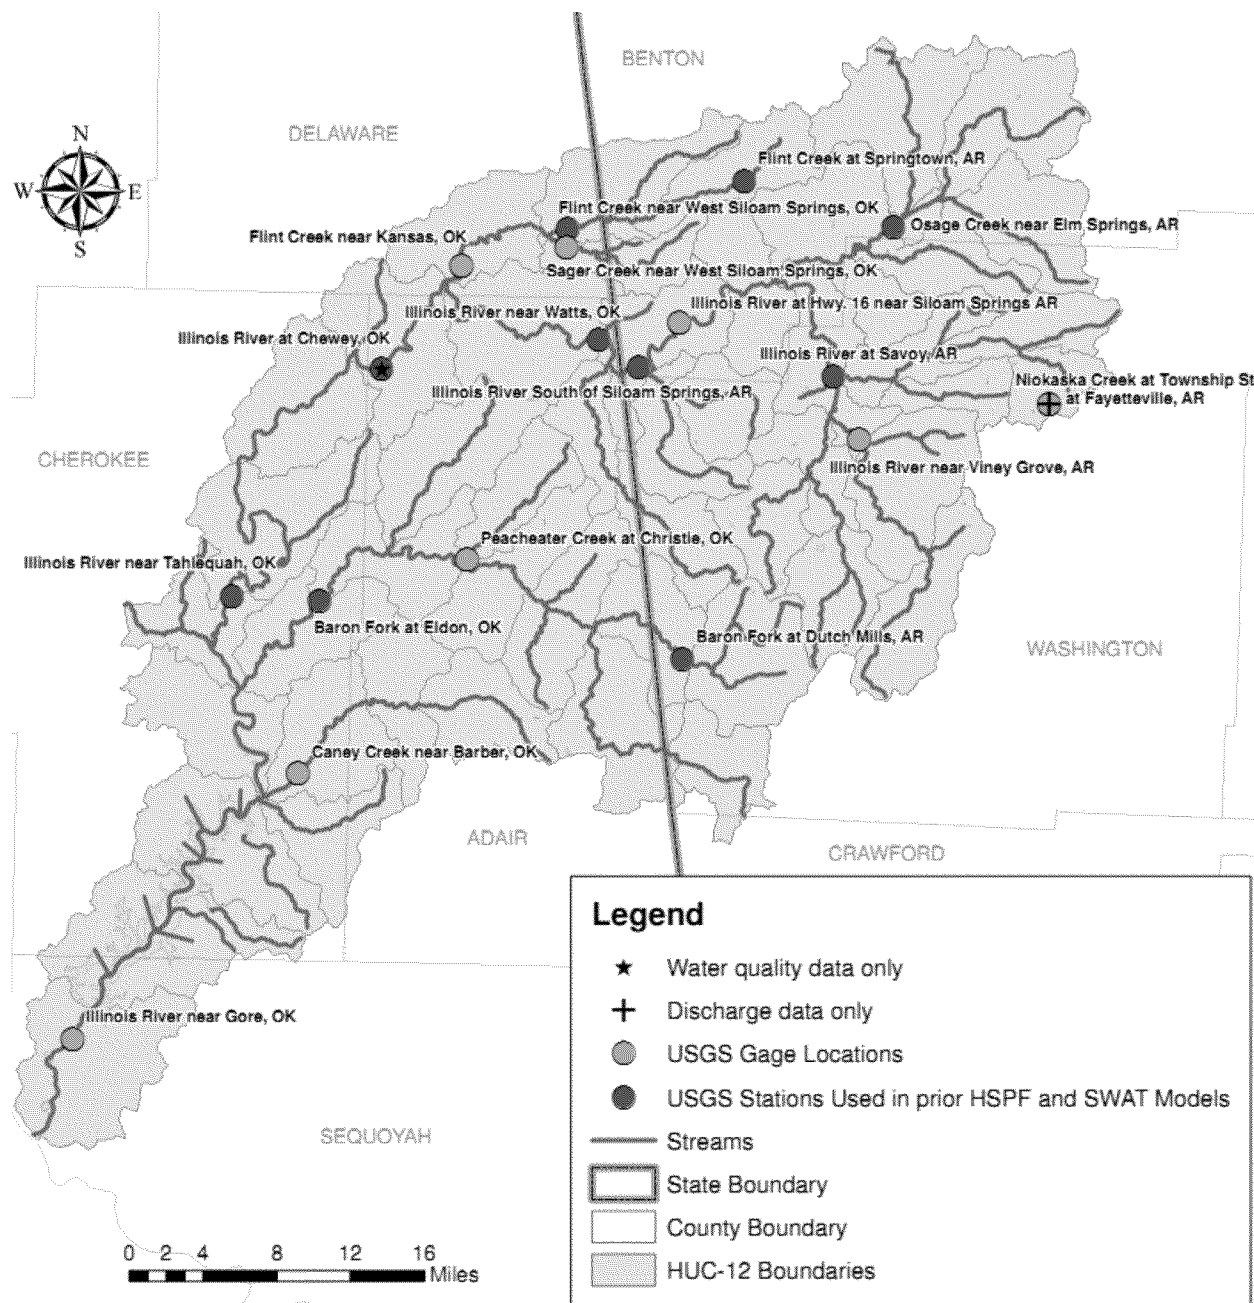 BENTON
DELAWARE
N
W
E
S
Flint Creek at Springtown, AR
Flint Creek near West Siloam Springs, OK
Osage Creek near Elm Springs, AR
Flint Creek near Kansas, OK
Sager Creek near West Siloam Springs, OK
Illinois River near Watts, OK
Illinois River at Hwy. 16 near Siloam Springs AR
Illinois River at Chewey, OK
Illinois River at Savoy, AR
Illinois River South of Siloam Springs, AR
Niokaska Creek at Township St
at Fayetteville, AR
CHEROKEE
Illinois River near Viney Grove, AR
Peacheater Creek at Christie, OK
Illinois River near Tahlequah, OK
Baron Fork at Eldon, OK
Baron Fork at Dutch Mills, AR
WASHINGTON
Caney Creek near Barber, OK
ADAIR
CRAWFORD
Illinois River near Gore, OK
SEQUOYAH
Legend
Water quality data only
Discharge data only
USGS Gage Locations
USGS Stations Used in prior HSPF and SWAT Models
Streams
State Boundary
County Boundary
HUC-12 Boundaries
0 2 4 8 12 16
Miles